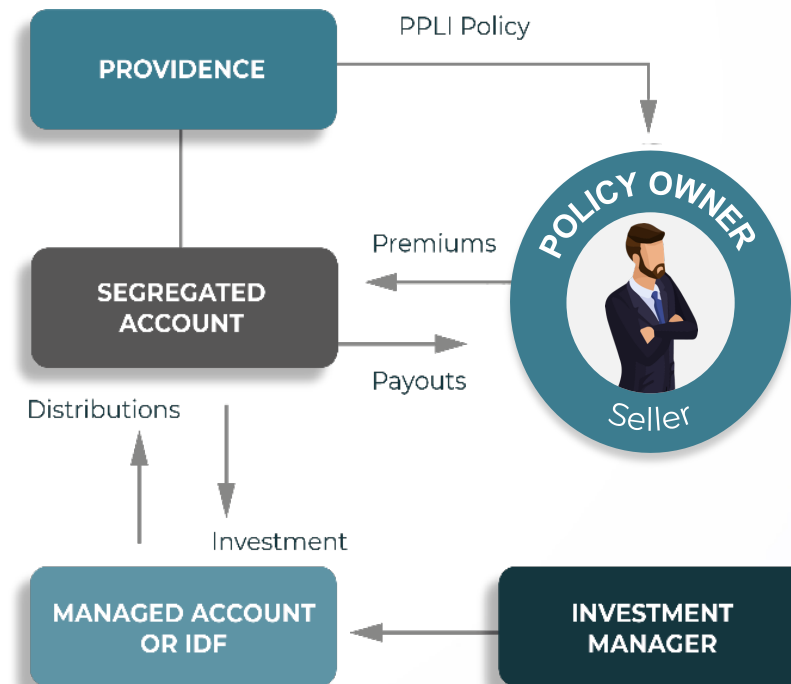 PPLI Policy
PROVIDENCE
POLICY OWNER
Premiums
SEGREGATED
ACCOUNT
Payouts
Distributions
Seller
Investment
MANAGED ACCOUNT
OR IDF
INVESTMENT
MANAGER